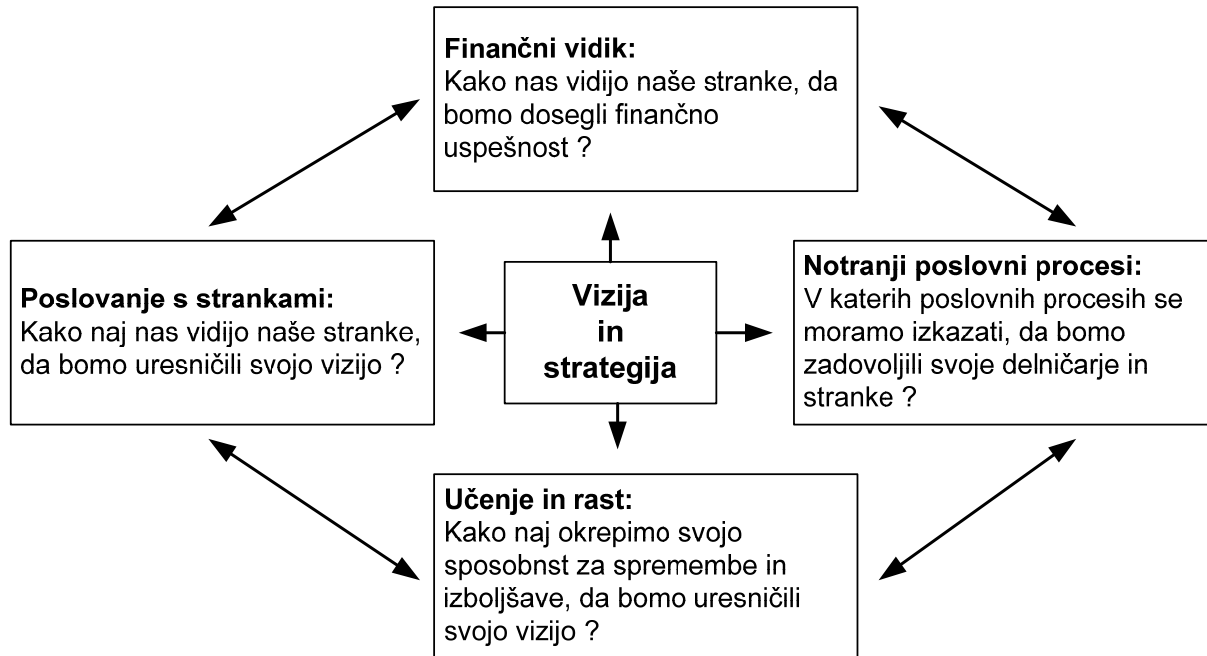 Finančni vidik:
Kako nas vidijo naše stranke, da
bomo dosegli finančno
uspešnost ?
Poslovanje s strankami:
Kako naj nas vidijo naše stranke,
da bomo uresničili svojo vizijo ?
Vizija
in
strategija
Notranji poslovni procesi:
V katerih poslovnih procesih se
moramo izkazati, da bomo
zadovoljili svoje delničarje in
stranke ?
Učenje in rast:
Kako naj okrepimo svojo
sposobnst za spremembe in
izboljšave, da bomo uresničili
svojo vizijo ?